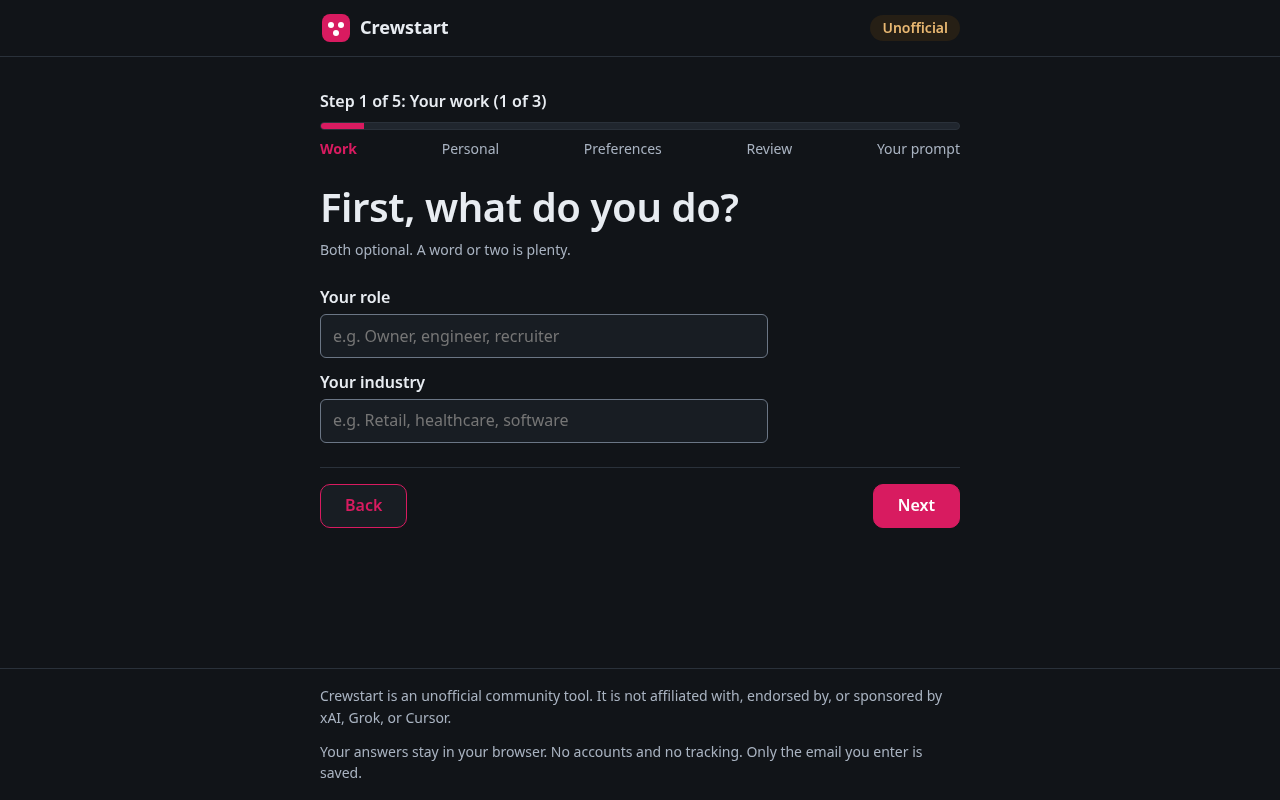 Crewstart
Unofficial
Step 1 of 5: Your work (1 of 3)
Work
Personal
Preferences
Review
Your prompt
First, what do you do?
Both optional. A word or two is plenty.
Your role
e.g. Owner, engineer, recruiter
Your industry
e.g. Retail, healthcare, software
Back
Next
Crewstart is an unofficial community tool. It is not affiliated with, endorsed by, or sponsored by
xAI, Grok, or Cursor.
Your answers stay in your browser. No accounts and no tracking. Only the email you enter is
saved.